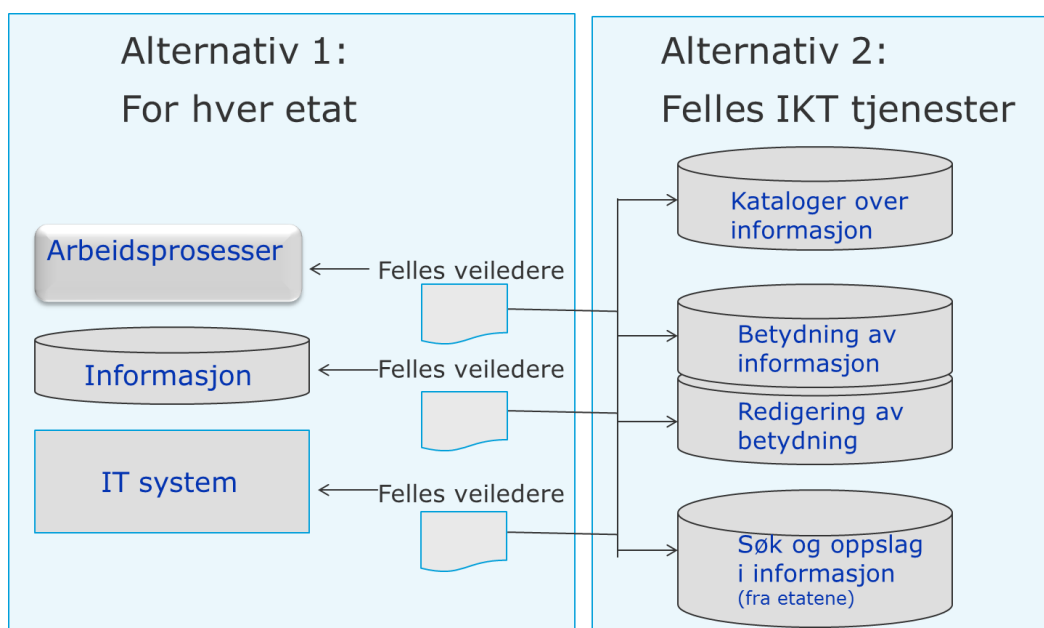 Alternativ 1:
For hver etat
Arbeidsprosesser
Felles veiledere
Informasjon
Felles veiledere
IT system
Felles veiledere
Alternativ 2:
Felles IKT tjenester
Kataloger over
informasjon
Betydning av
informasjon
Redigering av
betydning
Søk og oppslag
i informasjon
(fra etatene)